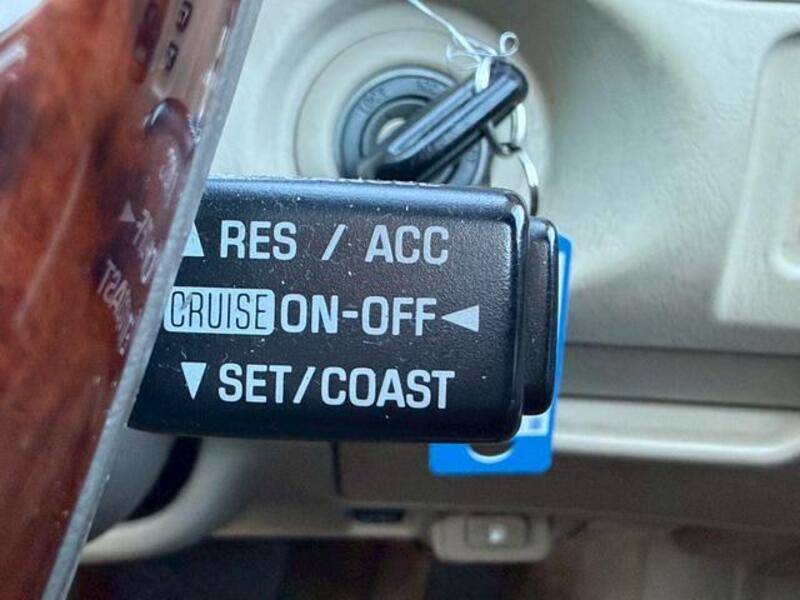 ▲ RES / ACC
CRUISE ON-OFF ◀
▼ SET/COAST